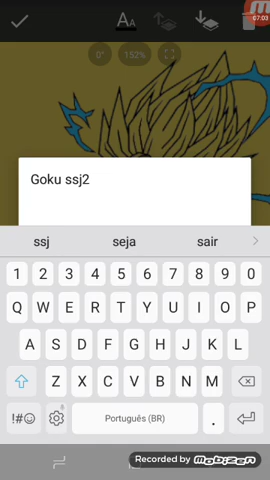 07:03
AA
0° 152%
Goku ssj2
ssj seja sair
1 2 3 4 5 6 7 8 9 0
Q W E R T Y U I O P
A S D F G H J K L
Z X C V B N M
!#☺ Português (BR) .
Recorded by Mobizen